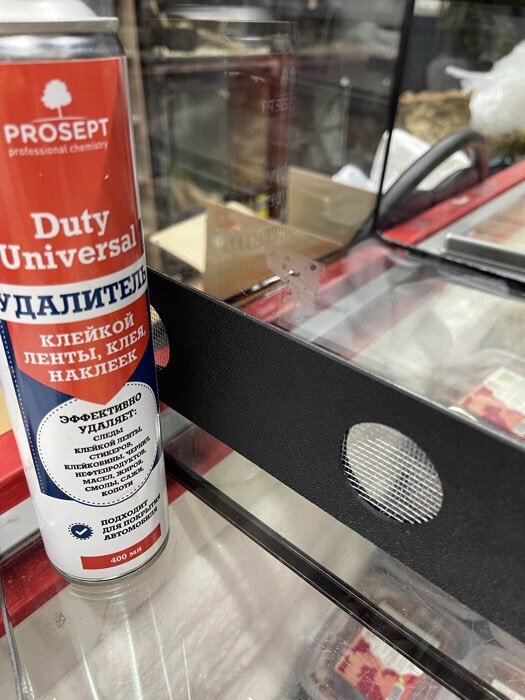 PROSEPT
professional chemistry
Duty
Universal
УДАЛИТЕЛЬ
КЛЕЙКОЙ
ЛЕНТЫ, КЛЕЯ,
НАКЛЕЕК
ЭФФЕКТИВНО
УДАЛЯЕТ:
СЛЕДЫ
КЛЕЙКОЙ ЛЕНТЫ,
СТИКЕРОВ,
КЛЕЙКОВИНЫ, ЧЕРНИЛ,
НЕФТЕПРОДУКТОВ,
МАСЕЛ, ЖИРОВ,
СМОЛЫ, САЖИ,
КОПОТИ
ПОДХОДИТ
ДЛЯ ПОКРЫТИЯ
АВТОМОБИЛЯ
400 мл